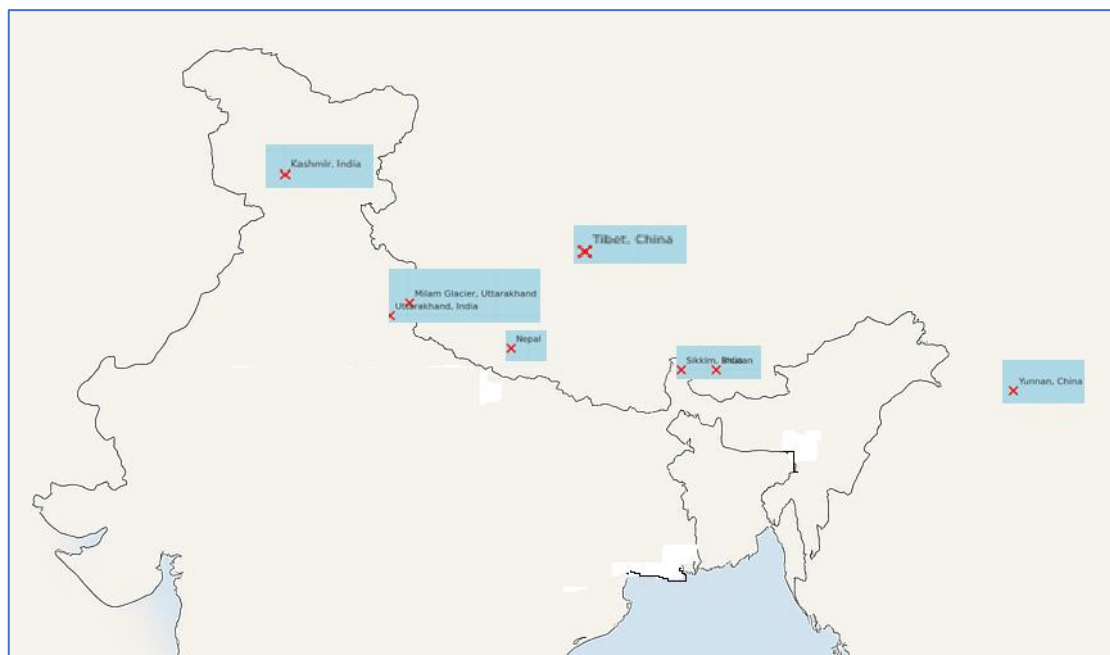 Kashmir, India
Tibet, China
Milam Glacier, Uttarakhand
Uttarakhand, India
Nepal
Sikkim,
Yunnan, China